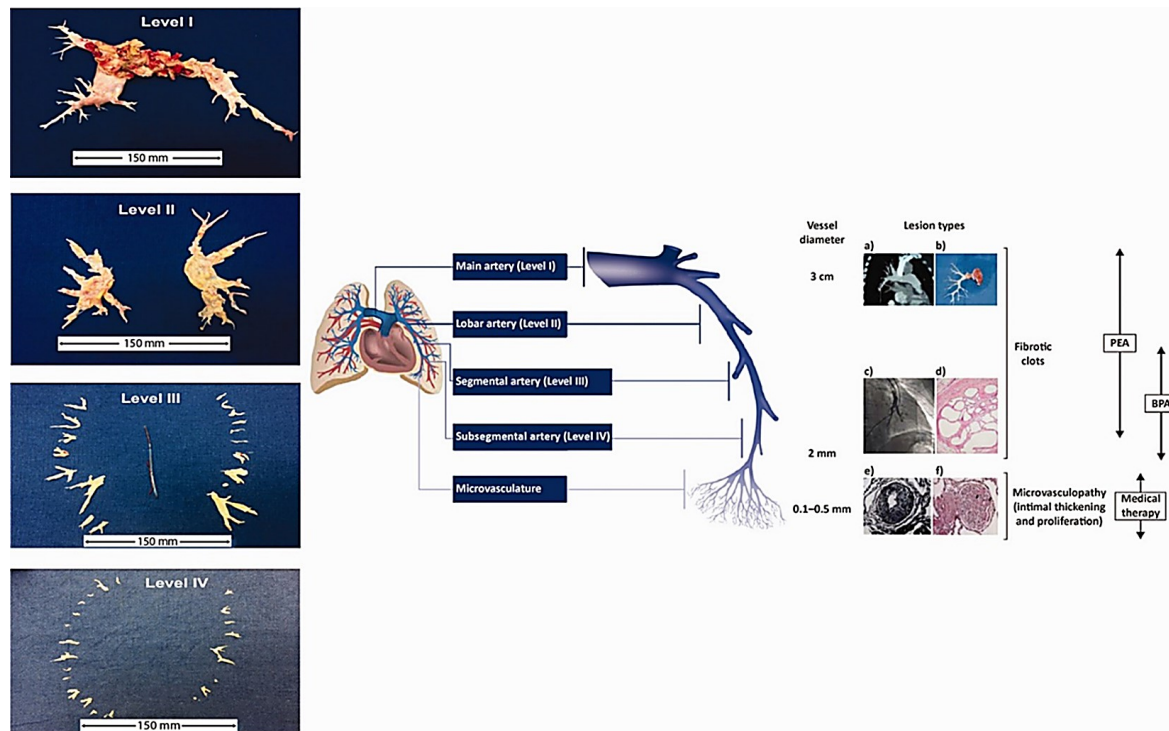 Level I
150 mm
Level II
150 mm
Level III
150 mm
Level IV
150 mm
Main artery (Level I)
Lobar artery (Level II)
Segmental artery (Level III)
Subsegmental artery (Level IV)
Microvasculature
Vessel
diameter
3 cm
2 mm
0.1–0.5 mm
Lesion types
a)
b)
c)
d)
e)
f)
Fibrotic
clots
Microvasculopathy
(intimal thickening
and proliferation)
PEA
BPA
Medical
therapy